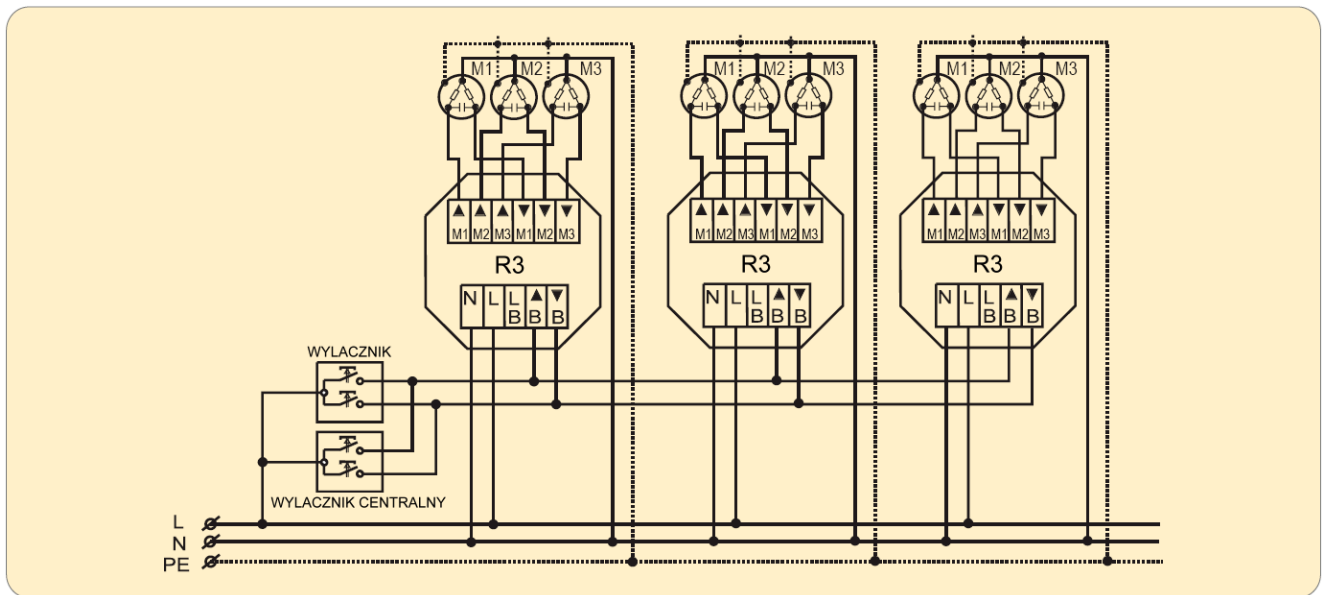 M1 M2 M3 M1 M2 M3 M1 M2 M3
▲ ▲ ▲ ▼ ▼ ▼ ▲ ▲ ▲ ▼ ▼ ▼ ▲ ▲ ▲ ▼ ▼ ▼
M1 M2 M3 M1 M2 M3 M1 M2 M3 M1 M2 M3 M1 M2 M3 M1 M2 M3
R3 R3 R3
N L L ▲ ▼ N L L ▲ ▼ N L L ▲ ▼
B B B B B B B B B
WYLACZNIK
WYLACZNIK CENTRALNY
L
N
PE